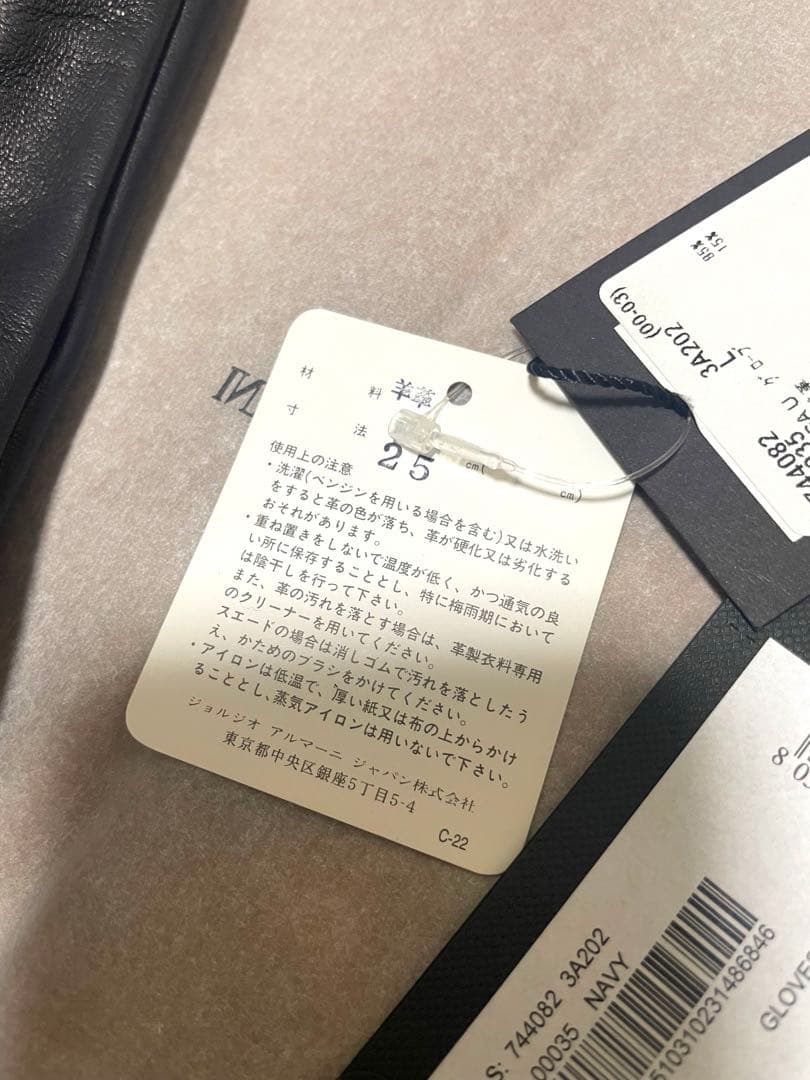 材 料 羊革
寸 法 25 cm( cm)
使用上の注意
・洗濯(ベンジンを用いる場合を含む)又は水洗い
をすると革の色が落ち、革が硬化又は劣化する
おそれがあります。
・重ね置きをしないで温度が低く、かつ通気の良
い所に保存することとし、特に梅雨期において
は陰干しを行って下さい。
また、革の汚れを落とす場合は、革製衣料専用
のクリーナーを用いてください。
スエードの場合は消しゴムで汚れを落としたう
え、かためのブラシをかけてください。
・アイロンは低温で、厚い紙又は布の上からかけ
ることとし、蒸気アイロンは用いないで下さい。
ジョルジオ アルマーニ ジャパン株式会社
東京都中央区銀座5丁目5-4
C-22
85%
15%
3A202 (00-03)
L
グローブ
744082
S: 744082 3A202
00035 NAVY
510310231486846
GLOVES